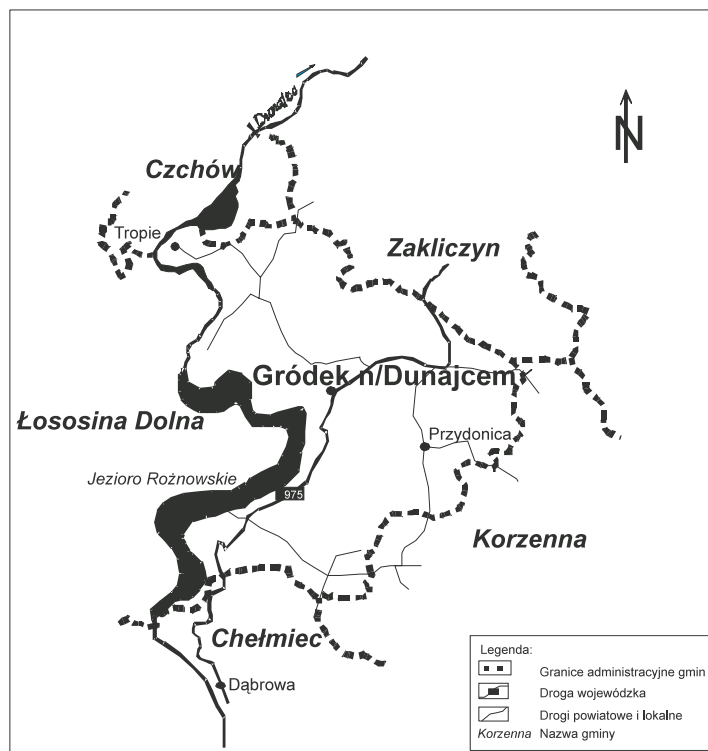 Dunajec
N
Czchów
Tropie
Zakliczyn
Gródek n/Dunajcem
Łososina Dolna
Przydonica
Jezioro Rożnowskie
975
Korzenna
Chełmiec
Dąbrowa
Legenda:
Granice administracyjne gmin
Droga wojewódzka
Drogi powiatowe i lokalne
Korzenna Nazwa gminy